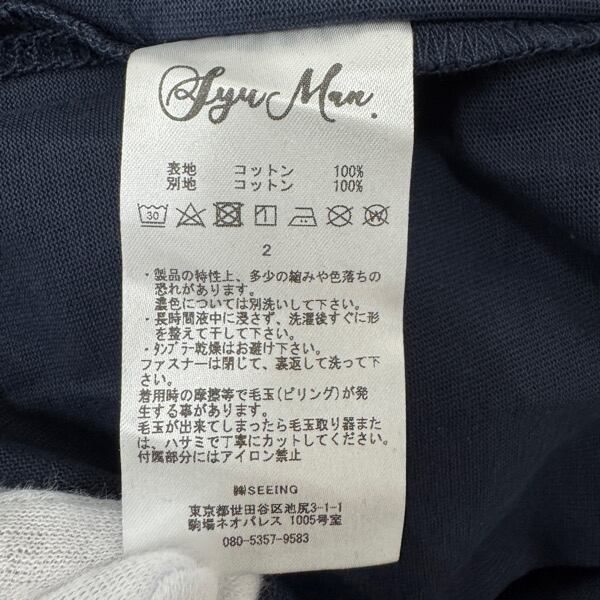 Syu Man.
表地 コットン 100%
別地 コットン 100%
30 1 W
2
・製品の特性上、多少の縮みや色落ちの
恐れがあります。
濃色については別洗いして下さい。
・長時間液中に浸さず、洗濯後すぐに形
を整えて干して下さい。
・タンブラー乾燥はお避け下さい。
ファスナーは閉じて、裏返して洗って下
さい。
着用時の摩擦等で毛玉(ピリング)が発
生する事があります。
毛玉が出来てしまったら毛玉取り器また
は、ハサミで丁寧にカットしてください。
付属部分にはアイロン禁止
㈱SEEING
東京都世田谷区池尻3-1-1
駒場ネオパレス 1005号室
080-5357-9583